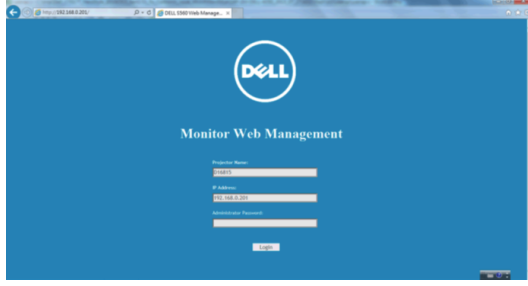 http://192.168.0.201/
DELL
Monitor Web Management
Projector Name:
IP Address:
192.168.0.201
Administrator Password:
Login